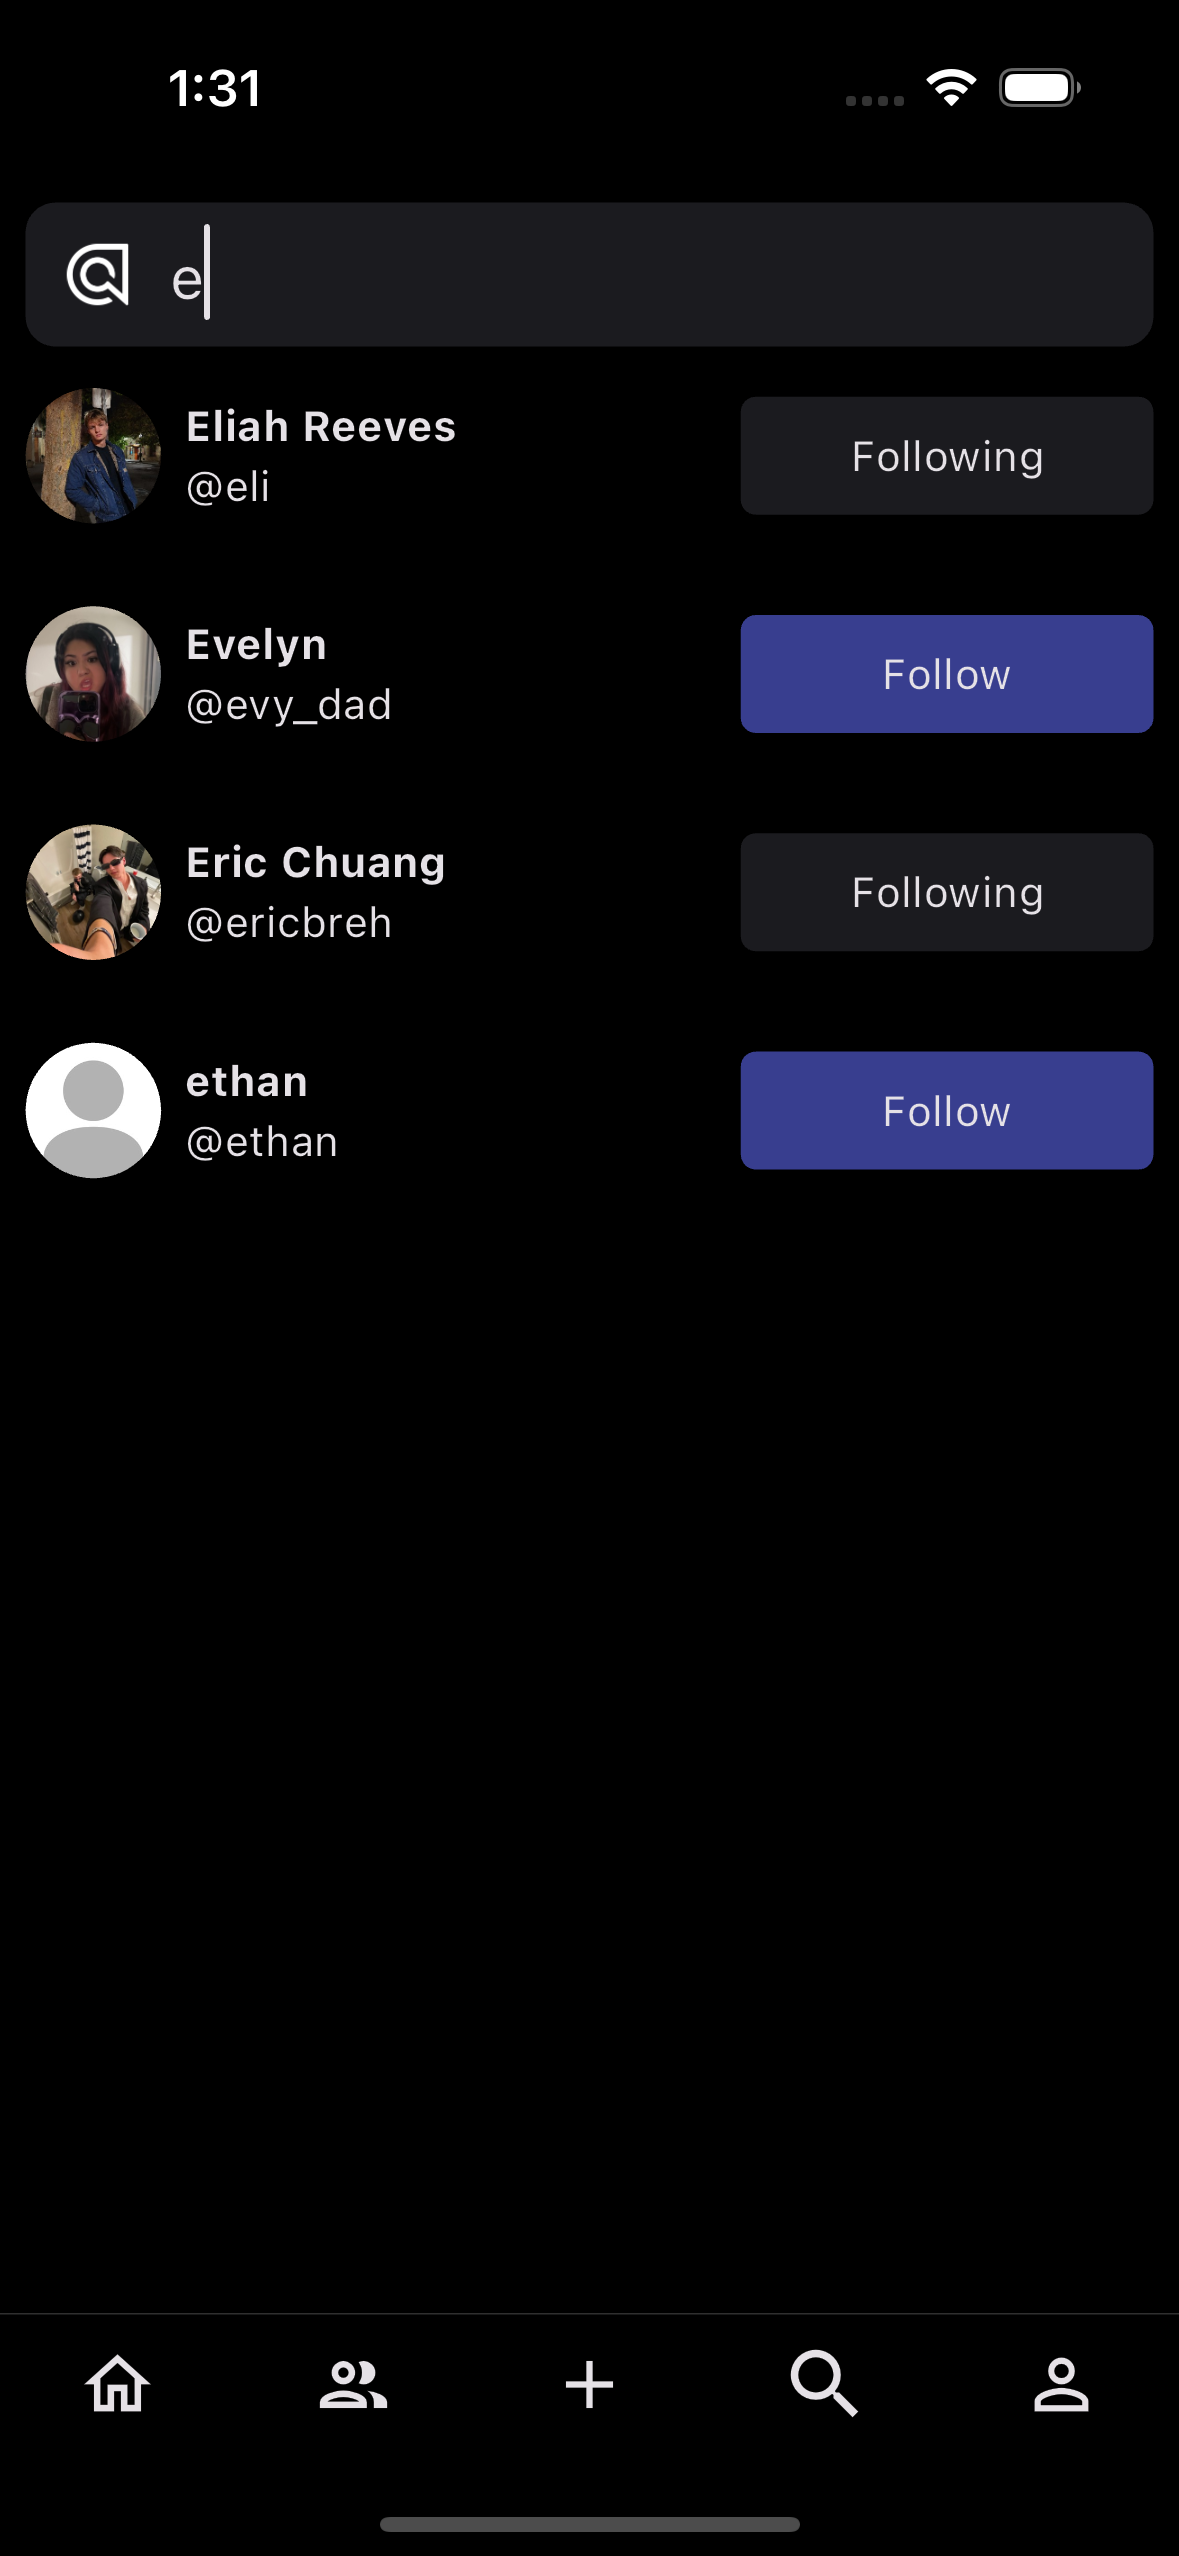 1:31
e
Eliah Reeves
@eli
Following
Evelyn
@evy_dad
Follow
Eric Chuang
@ericbreh
Following
ethan
@ethan
Follow